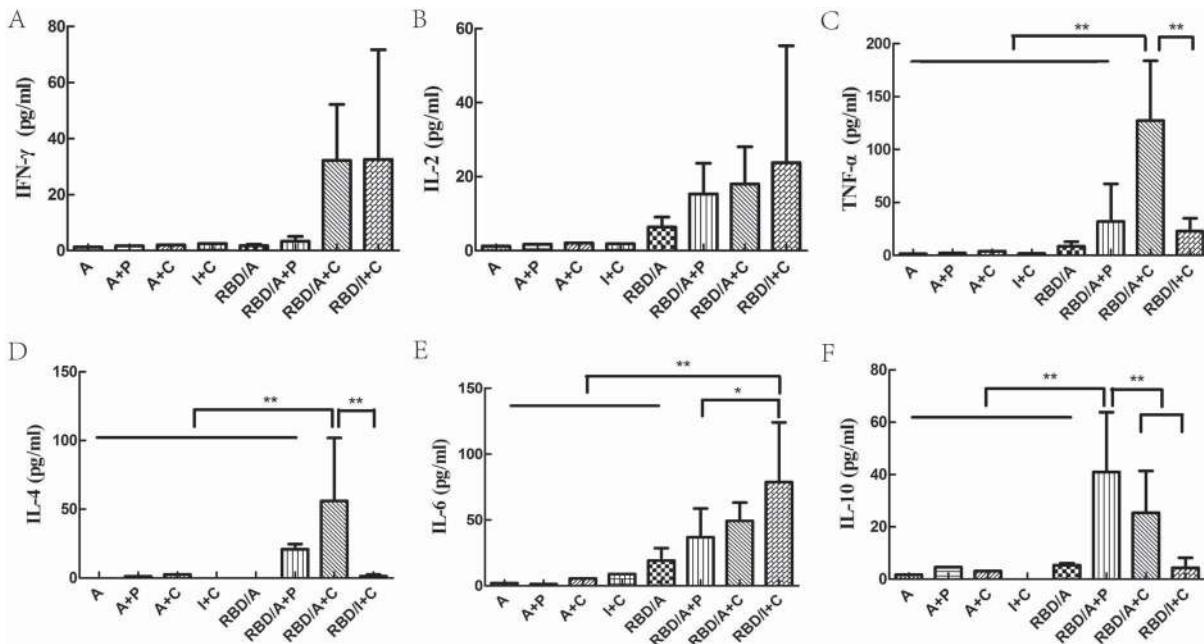 A
IFN-γ (pg/ml)
80
60
40
20
0
A
A+P
A+C
I+C
RBD/A
RBD/A+P
RBD/A+C
RBD/I+C
B
IL-2 (pg/ml)
60
40
20
0
A
A+P
A+C
I+C
RBD/A
RBD/A+P
RBD/A+C
RBD/I+C
C
TNF-α (pg/ml)
200
150
100
50
0
**
**
A
A+P
A+C
I+C
RBD/A
RBD/A+P
RBD/A+C
RBD/I+C
D
IL-4 (pg/ml)
150
100
50
0
**
**
A
A+P
A+C
I+C
RBD/A
RBD/A+P
RBD/A+C
RBD/I+C
E
IL-6 (pg/ml)
150
100
50
0
**
*
A
A+P
A+C
I+C
RBD/A
RBD/A+P
RBD/A+C
RBD/I+C
F
IL-10 (pg/ml)
80
60
40
20
0
**
**
A
A+P
A+C
I+C
RBD/A
RBD/A+P
RBD/A+C
RBD/I+C